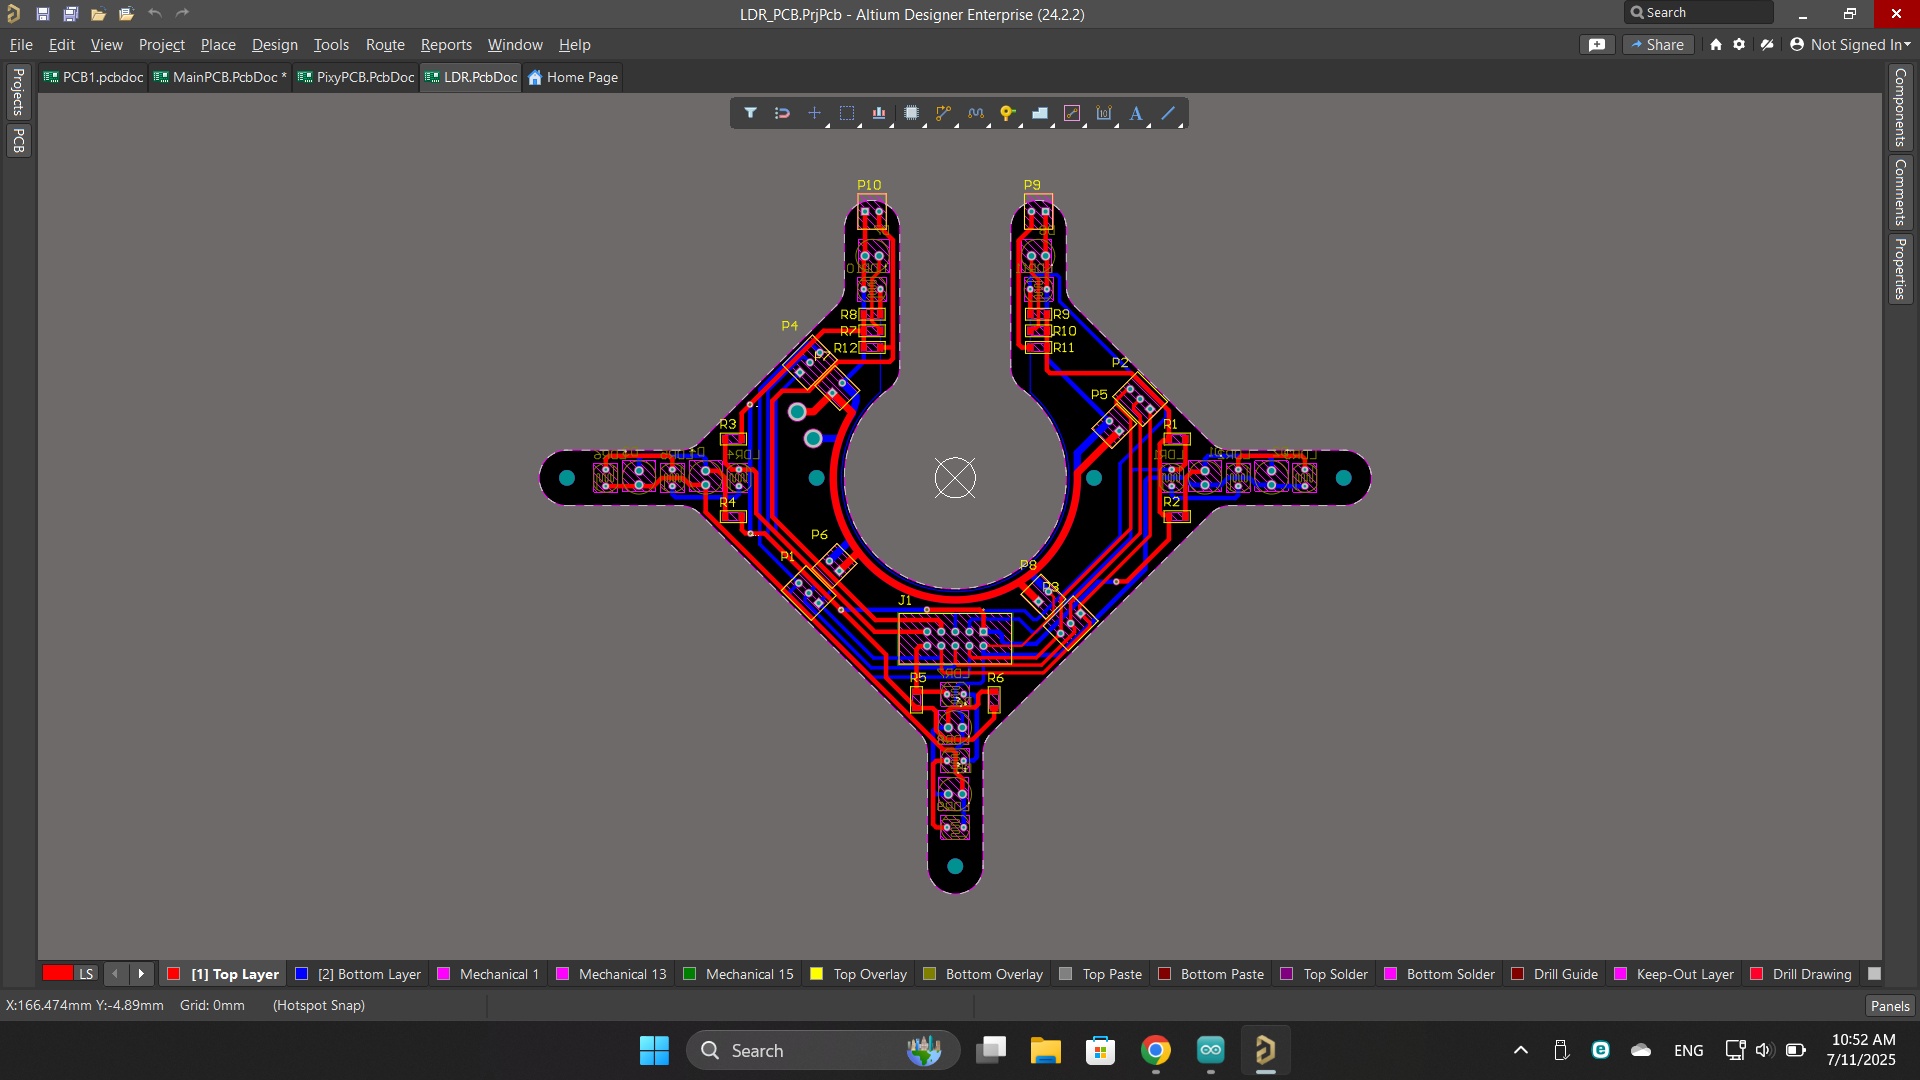 LDR_PCB.PrjPcb - Altium Designer Enterprise (24.2.2)
Search
File Edit View Project Place Design Tools Route Reports Window Help
Share
Not Signed In
PCB1.pcbdoc
MainPCB.PcbDoc *
PixyPCB.PcbDoc
LDR.PcbDoc
Home Page
Projects
PCB
Components
Comments
Properties
P10
P9
R8
R9
P4
R7
R10
R12
R11
P2
P5
R3
R1
R4
R2
P6
P1
P8
P3
J1
R5
R6
LS
[1] Top Layer
[2] Bottom Layer
Mechanical 1
Mechanical 13
Mechanical 15
Top Overlay
Bottom Overlay
Top Paste
Bottom Paste
Top Solder
Bottom Solder
Drill Guide
Keep-Out Layer
Drill Drawing
X:166.474mm Y:-4.89mm Grid: 0mm (Hotspot Snap)
Panels
Search
ENG
10:52 AM
7/11/2025